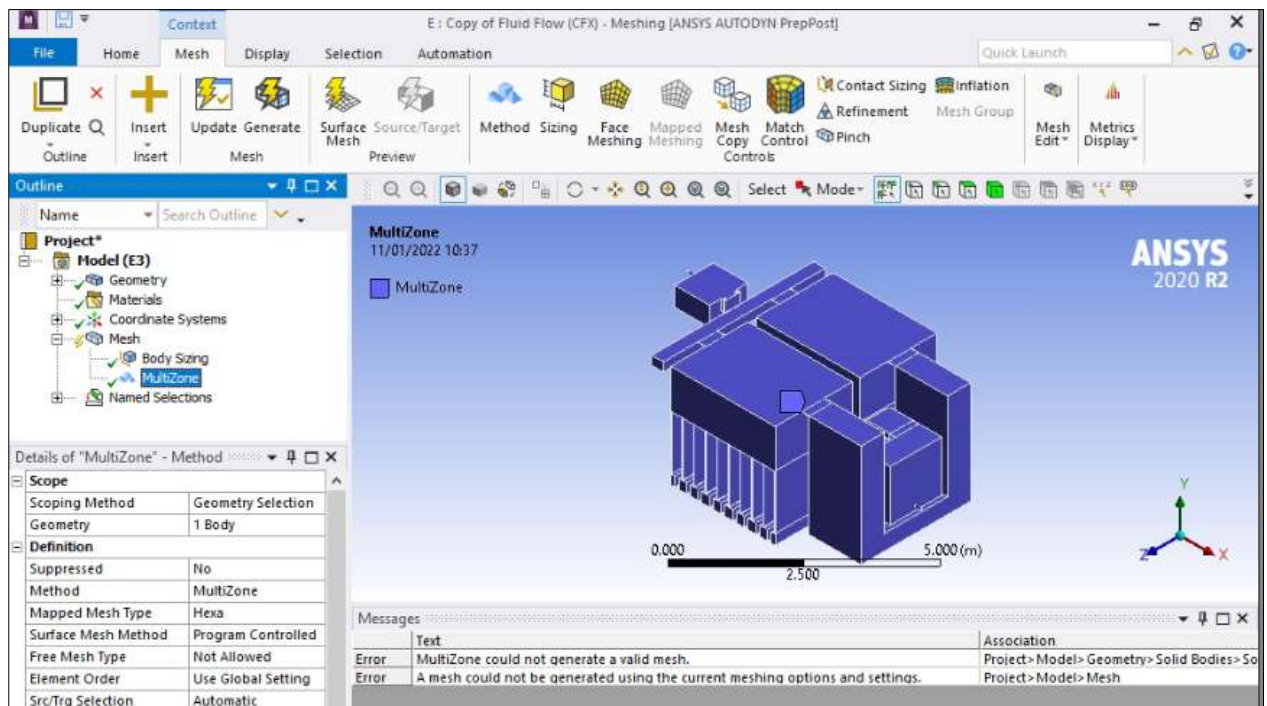 Context
E : Copy of Fluid Flow (CFX) - Meshing [ANSYS AUTODYN PrepPost]
File Home Mesh Display Selection Automation
Quick Launch
Duplicate Q
Outline
Insert
Insert
Update Generate
Mesh
Surface Mesh
Source/Target
Preview
Method Sizing
Face Meshing
Mapped Meshing
Mesh Copy
Match Control
Contact Sizing
Refinement
Pinch
Inflation
Mesh Group
Controls
Mesh Edit
Metrics Display
Outline
Name
Search Outline
Select
Mode
Project*
Model (E3)
Geometry
Materials
Coordinate Systems
Mesh
Body Sizing
MultiZone
Named Selections
MultiZone
11/01/2022 10:37
MultiZone
ANSYS
2020 R2
Y
Z
X
0.000
5.000 (m)
2.500
Details of "MultiZone" - Method
Scope
Scoping Method Geometry Selection
Geometry 1 Body
Definition
Suppressed No
Method MultiZone
Mapped Mesh Type Hexa
Surface Mesh Method Program Controlled
Free Mesh Type Not Allowed
Element Order Use Global Setting
Src/Trg Selection Automatic
Messages
Text Association
Error MultiZone could not generate a valid mesh. Project>Model>Geometry>Solid Bodies>So
Error A mesh could not be generated using the current meshing options and settings. Project>Model>Mesh